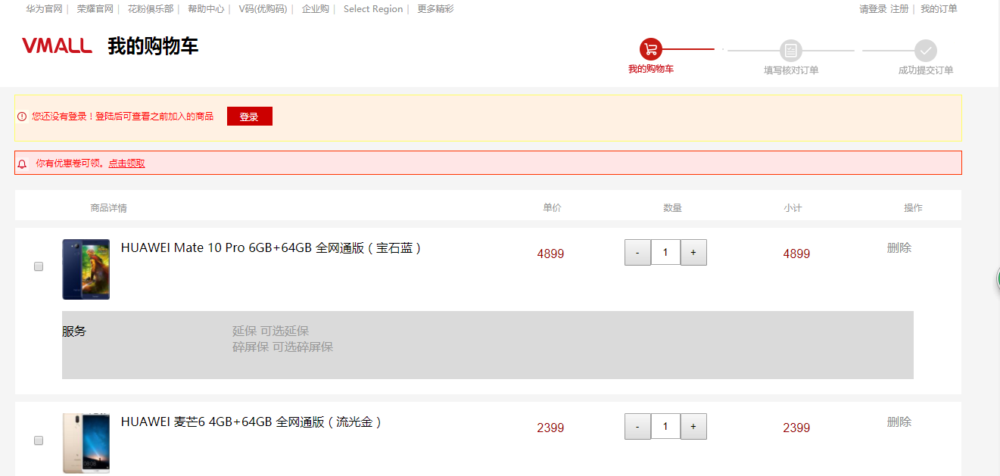 华为官网 | 荣耀官网 | 花粉俱乐部 | 帮助中心 | V码(优购码) | 企业购 | Select Region | 更多精彩 请登录 注册 | 我的订单
VMALL 我的购物车
我的购物车 填写核对订单 成功提交订单
您还没有登录！登陆后可查看之前加入的商品 登录
你有优惠卷可领。点击领取
商品详情 单价 数量 小计 操作
HUAWEI Mate 10 Pro 6GB+64GB 全网通版（宝石蓝） 4899 - 1 + 4899 删除
服务 延保 可选延保
碎屏保 可选碎屏保
HUAWEI 麦芒6 4GB+64GB 全网通版（流光金） 2399 - 1 + 2399 删除